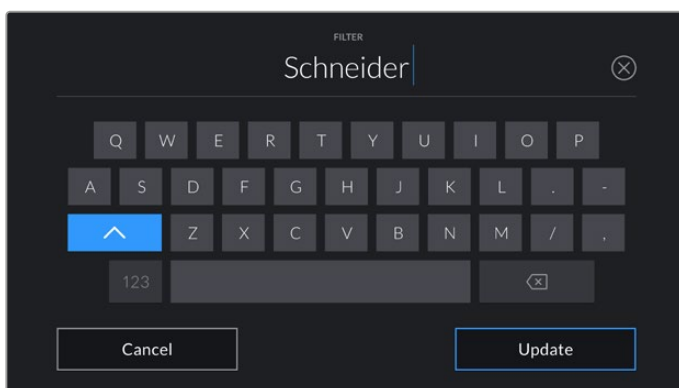 FILTER
Schneider
Q W E R T Y U I O P
A S D F G H J K L . -
Z X C V B N M / ,
123
Cancel Update